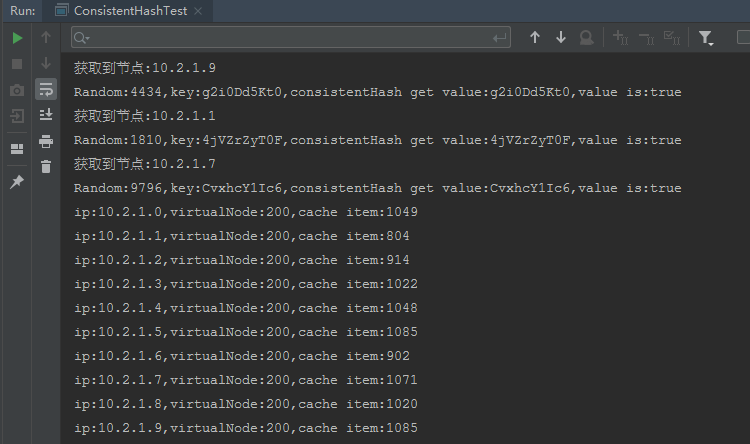 Run: ConsistentHashTest
获取到节点:10.2.1.9
Random:4434,key:g2i0Dd5Kt0,consistentHash get value:g2i0Dd5Kt0,value is:true
获取到节点:10.2.1.1
Random:1810,key:4jVZrZyT0F,consistentHash get value:4jVZrZyT0F,value is:true
获取到节点:10.2.1.7
Random:9796,key:CvxhcY1Ic6,consistentHash get value:CvxhcY1Ic6,value is:true
ip:10.2.1.0,virtualNode:200,cache item:1049
ip:10.2.1.1,virtualNode:200,cache item:804
ip:10.2.1.2,virtualNode:200,cache item:914
ip:10.2.1.3,virtualNode:200,cache item:1022
ip:10.2.1.4,virtualNode:200,cache item:1048
ip:10.2.1.5,virtualNode:200,cache item:1085
ip:10.2.1.6,virtualNode:200,cache item:902
ip:10.2.1.7,virtualNode:200,cache item:1071
ip:10.2.1.8,virtualNode:200,cache item:1020
ip:10.2.1.9,virtualNode:200,cache item:1085